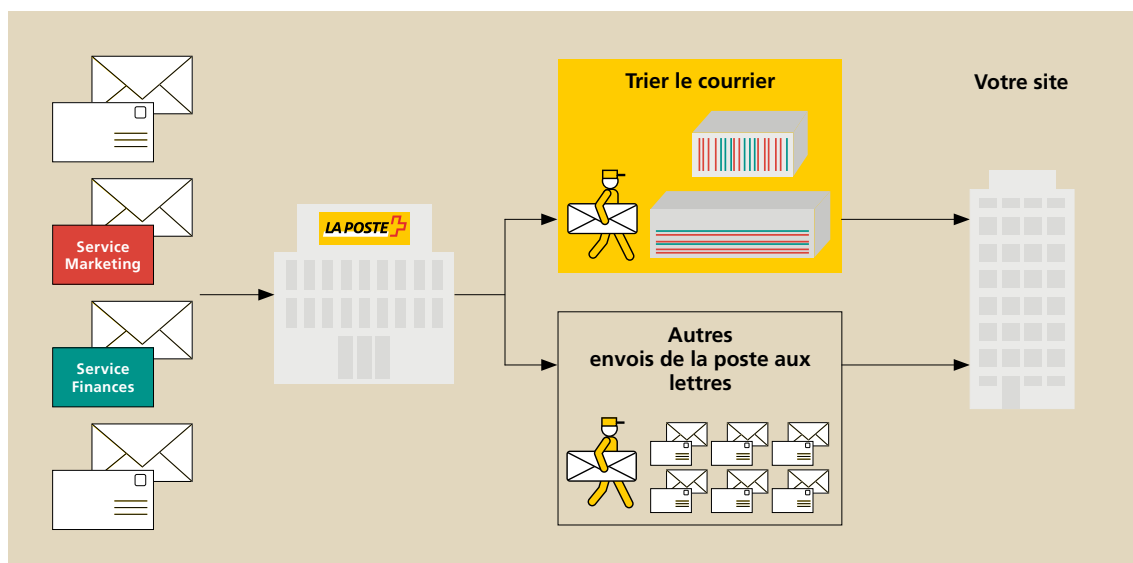 Service
Marketing
Service
Finances
LA POSTE
Trier le courrier
Autres
envois de la poste aux
lettres
Votre site